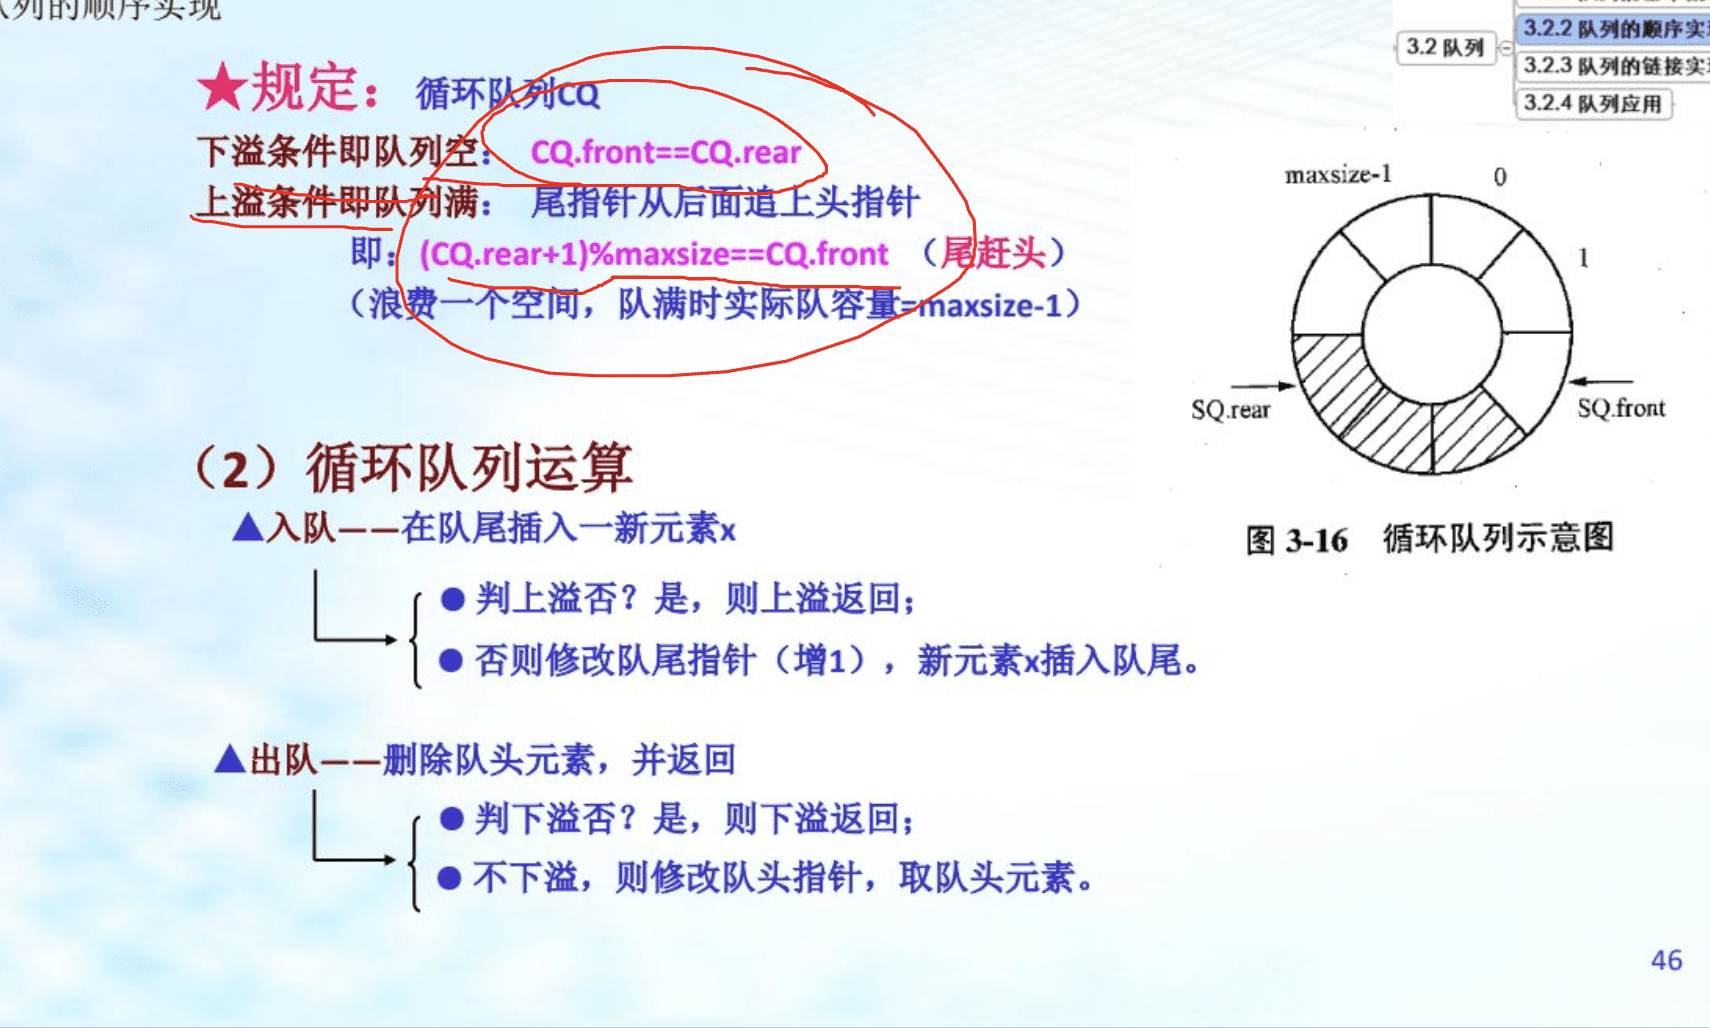 队列的顺序实现
3.2 队列
3.2.2 队列的顺序实现
3.2.3 队列的链接实现
3.2.4 队列应用
★规定： 循环队列CQ
下溢条件即队列空： CQ.front==CQ.rear
上溢条件即队列满： 尾指针从后面追上头指针
即：(CQ.rear+1)%maxsize==CQ.front （尾赶头）
（浪费一个空间，队满时实际队容量=maxsize-1）
maxsize-1
0
1
SQ.rear
SQ.front
图 3-16 循环队列示意图
（2）循环队列运算
▲入队——在队尾插入一新元素x
● 判上溢否？是，则上溢返回；
● 否则修改队尾指针（增1），新元素x插入队尾。
▲出队——删除队头元素，并返回
● 判下溢否？是，则下溢返回；
● 不下溢，则修改队头指针，取队头元素。
46